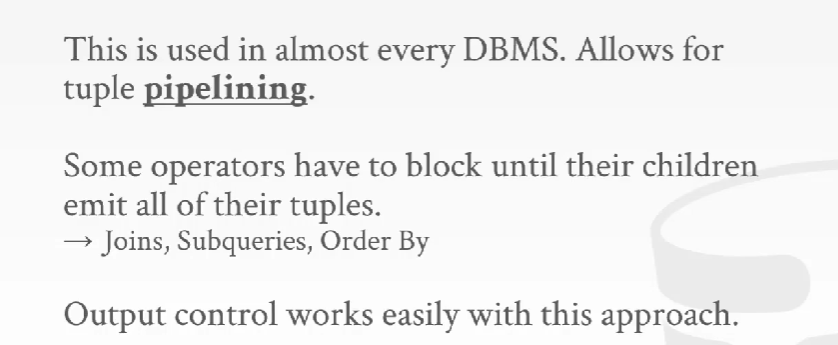 This is used in almost every DBMS. Allows for
tuple pipelining.
Some operators have to block until their children
emit all of their tuples.
→ Joins, Subqueries, Order By
Output control works easily with this approach.